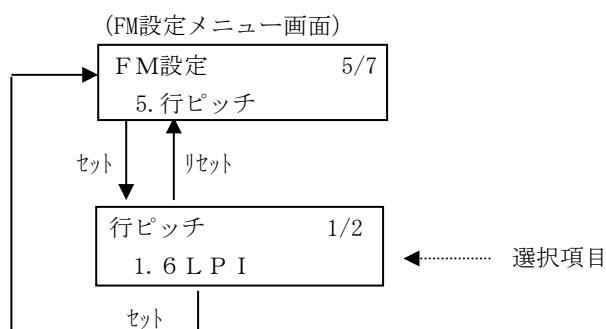 (FM設定メニュー画面)
ＦＭ設定 5/7
5.行ピッチ
ｾｯﾄ ﾘｾｯﾄ
行ピッチ 1/2
1.６ＬＰＩ
選択項目
ｾｯﾄ